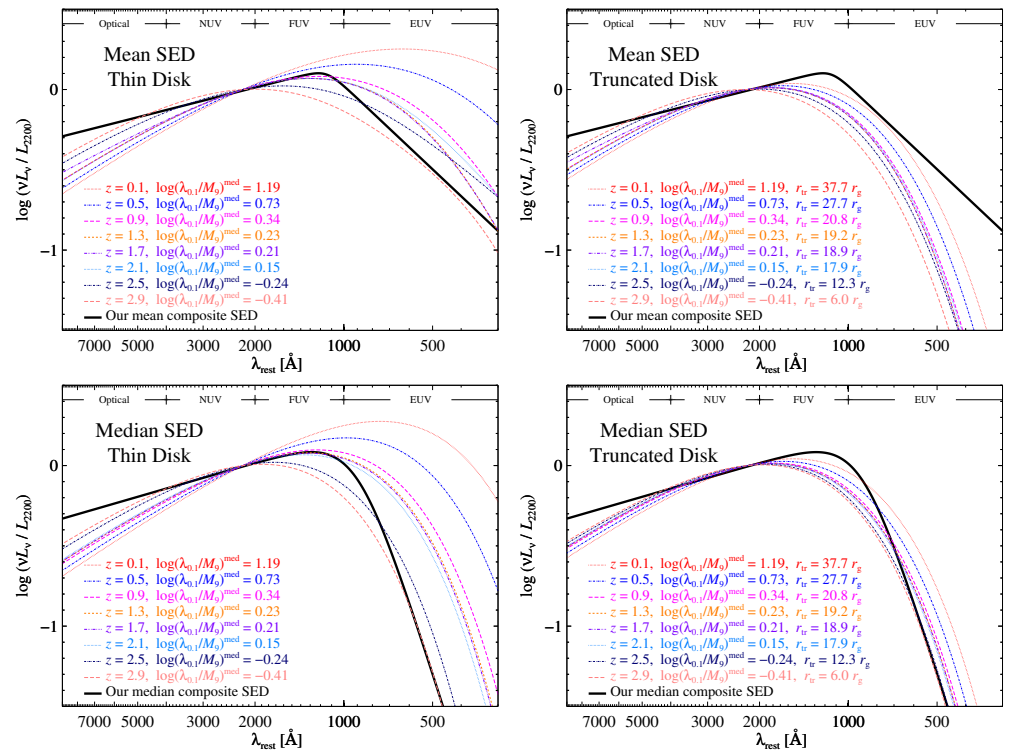 Optical NUV FUV EUV
Mean SED
Thin Disk
log (νLν / L2200)
0
−1
z = 0.1, log(λ0.1/M9)med = 1.19
z = 0.5, log(λ0.1/M9)med = 0.73
z = 0.9, log(λ0.1/M9)med = 0.34
z = 1.3, log(λ0.1/M9)med = 0.23
z = 1.7, log(λ0.1/M9)med = 0.21
z = 2.1, log(λ0.1/M9)med = 0.15
z = 2.5, log(λ0.1/M9)med = −0.24
z = 2.9, log(λ0.1/M9)med = −0.41
Our mean composite SED
7000 5000 3000 2000 1000 500
λrest [Å]
Optical NUV FUV EUV
Mean SED
Truncated Disk
log (νLν / L2200)
0
−1
z = 0.1, log(λ0.1/M9)med = 1.19, rtr = 37.7 rg
z = 0.5, log(λ0.1/M9)med = 0.73, rtr = 27.7 rg
z = 0.9, log(λ0.1/M9)med = 0.34, rtr = 20.8 rg
z = 1.3, log(λ0.1/M9)med = 0.23, rtr = 19.2 rg
z = 1.7, log(λ0.1/M9)med = 0.21, rtr = 18.9 rg
z = 2.1, log(λ0.1/M9)med = 0.15, rtr = 17.9 rg
z = 2.5, log(λ0.1/M9)med = −0.24, rtr = 12.3 rg
z = 2.9, log(λ0.1/M9)med = −0.41, rtr = 6.0 rg
Our mean composite SED
7000 5000 3000 2000 1000 500
λrest [Å]
Optical NUV FUV EUV
Median SED
Thin Disk
log (νLν / L2200)
0
−1
z = 0.1, log(λ0.1/M9)med = 1.19
z = 0.5, log(λ0.1/M9)med = 0.73
z = 0.9, log(λ0.1/M9)med = 0.34
z = 1.3, log(λ0.1/M9)med = 0.23
z = 1.7, log(λ0.1/M9)med = 0.21
z = 2.1, log(λ0.1/M9)med = 0.15
z = 2.5, log(λ0.1/M9)med = −0.24
z = 2.9, log(λ0.1/M9)med = −0.41
Our median composite SED
7000 5000 3000 2000 1000 500
λrest [Å]
Optical NUV FUV EUV
Median SED
Truncated Disk
log (νLν / L2200)
0
−1
z = 0.1, log(λ0.1/M9)med = 1.19, rtr = 37.7 rg
z = 0.5, log(λ0.1/M9)med = 0.73, rtr = 27.7 rg
z = 0.9, log(λ0.1/M9)med = 0.34, rtr = 20.8 rg
z = 1.3, log(λ0.1/M9)med = 0.23, rtr = 19.2 rg
z = 1.7, log(λ0.1/M9)med = 0.21, rtr = 18.9 rg
z = 2.1, log(λ0.1/M9)med = 0.15, rtr = 17.9 rg
z = 2.5, log(λ0.1/M9)med = −0.24, rtr = 12.3 rg
z = 2.9, log(λ0.1/M9)med = −0.41, rtr = 6.0 rg
Our median composite SED
7000 5000 3000 2000 1000 500
λrest [Å]